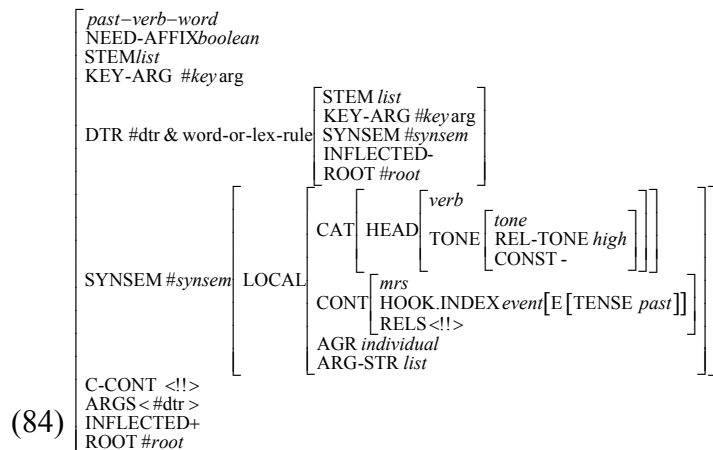 past–verb–word
NEED-AFFIXboolean
STEMlist
KEY-ARG #keyarg
DTR #dtr & word-or-lex-rule
STEM list
KEY-ARG #keyarg
SYNSEM #synsem
INFLECTED-
ROOT #root
SYNSEM #synsem
LOCAL
CAT
HEAD
verb
TONE
tone
REL-TONE high
CONST -
CONT
mrs
HOOK.INDEX event[E[TENSE past]]
RELS<!!>
AGR individual
ARG-STR list
C-CONT <!!>
ARGS< #dtr >
INFLECTED+
ROOT #root
(84)